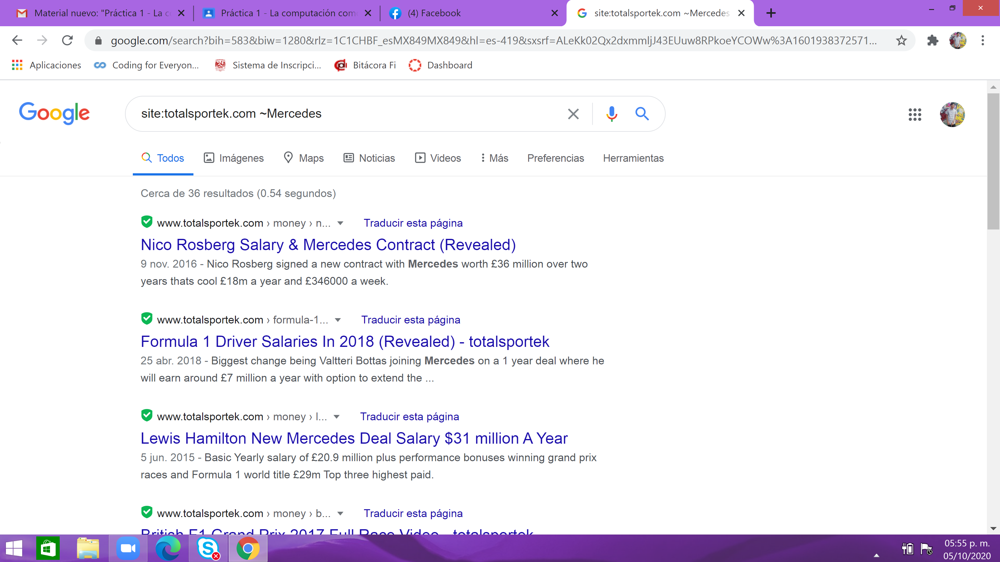 Material nuevo: "Práctica 1 - La c
Práctica 1 - La computación com
(4) Facebook
site:totalsportek.com ~Mercedes
google.com/search?bih=583&biw=1280&rlz=1C1CHBF_esMX849MX849&hl=es-419&sxsrf=ALeKk02Qx2dxmmljJ43EUuw8RPkoeYCOWw%3A1601938372571...
Aplicaciones
Coding for Everyon...
Sistema de Inscripci...
Bitácora Fi
Dashboard
Google
site:totalsportek.com ~Mercedes
Todos
Imágenes
Maps
Noticias
Videos
Más
Preferencias
Herramientas
Cerca de 36 resultados (0.54 segundos)
www.totalsportek.com › money › n... Traducir esta página
Nico Rosberg Salary & Mercedes Contract (Revealed)
9 nov. 2016 - Nico Rosberg signed a new contract with Mercedes worth £36 million over two
years thats cool £18m a year and £346000 a week.
www.totalsportek.com › formula-1... Traducir esta página
Formula 1 Driver Salaries In 2018 (Revealed) - totalsportek
25 abr. 2018 - Biggest change being Valtteri Bottas joining Mercedes on a 1 year deal where he
will earn around £7 million a year with option to extend the ...
www.totalsportek.com › money › l... Traducir esta página
Lewis Hamilton New Mercedes Deal Salary $31 million A Year
5 jun. 2015 - Basic Yearly salary of £20.9 million plus performance bonuses winning grand prix
races and Formula 1 world title £29m Top three highest paid.
www.totalsportek.com › money › b... Traducir esta página
British F1 Grand Prix 2017 Full Race Video - totalsportek
05:55 p. m.
05/10/2020